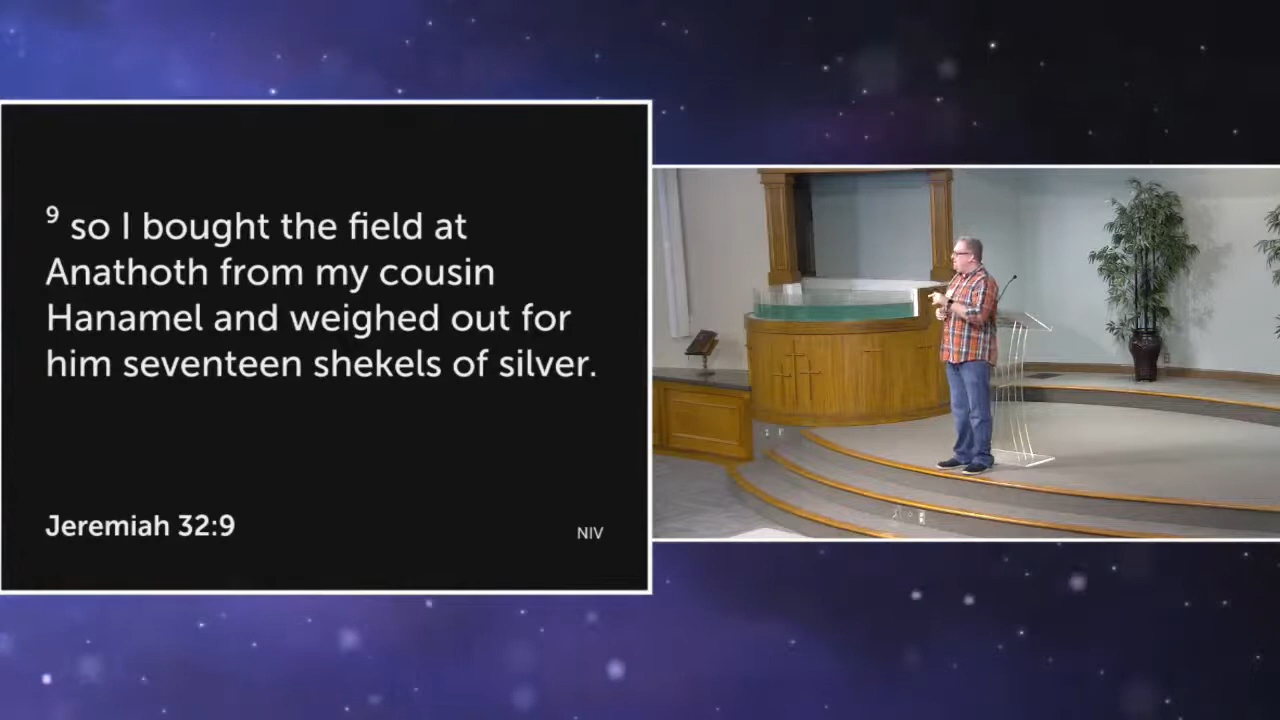 9 so I bought the field at
Anathoth from my cousin
Hanamel and weighed out for
him seventeen shekels of silver.
Jeremiah 32:9
NIV